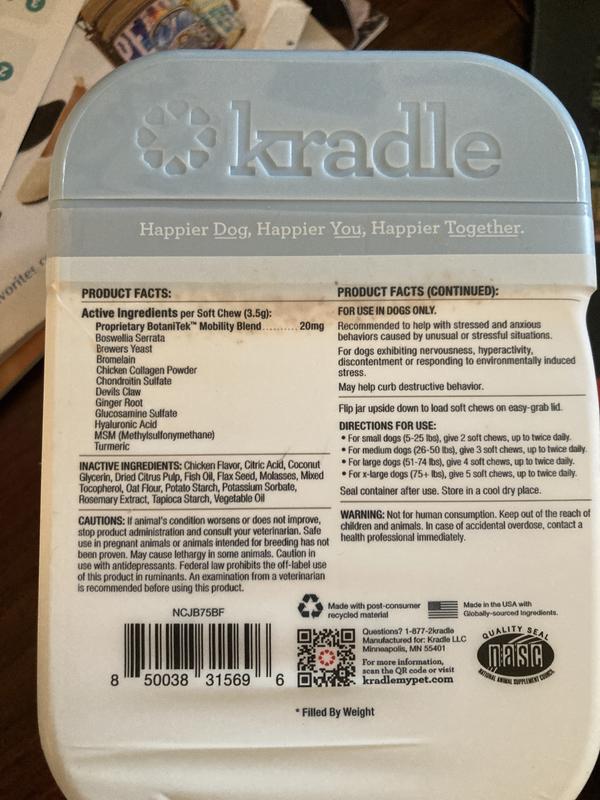 kradle
Happier Dog, Happier You, Happier Together.
PRODUCT FACTS:
Active Ingredients per Soft Chew (3.5g):
Proprietary BotaniTek™ Mobility Blend..........20mg
Boswellia Serrata
Brewers Yeast
Bromelain
Chicken Collagen Powder
Chondroitin Sulfate
Devils Claw
Ginger Root
Glucosamine Sulfate
Hyaluronic Acid
MSM (Methylsulfonymethane)
Turmeric
INACTIVE INGREDIENTS: Chicken Flavor, Citric Acid, Coconut
Glycerin, Dried Citrus Pulp, Fish Oil, Flax Seed, Molasses, Mixed
Tocopherol, Oat Flour, Potato Starch, Potassium Sorbate,
Rosemary Extract, Tapioca Starch, Vegetable Oil
CAUTIONS: If animal's condition worsens or does not improve,
stop product administration and consult your veterinarian. Safe
use in pregnant animals or animals intended for breeding has not
been proven. May cause lethargy in some animals. Caution in
use with antidepressants. Federal law prohibits the off-label use
of this product in ruminants. An examination from a veterinarian
is recommended before using this product.
NCJB75BF
8 50038 31569 6
PRODUCT FACTS (CONTINUED):
FOR USE IN DOGS ONLY.
Recommended to help with stressed and anxious
behaviors caused by unusual or stressful situations.
For dogs exhibiting nervousness, hyperactivity,
discontentment or responding to environmentally induced
stress.
May help curb destructive behavior.
Flip jar upside down to load soft chews on easy-grab lid.
DIRECTIONS FOR USE:
• For small dogs (5-25 lbs), give 2 soft chews, up to twice daily.
• For medium dogs (26-50 lbs), give 3 soft chews, up to twice daily.
• For large dogs (51-74 lbs), give 4 soft chews, up to twice daily.
• For x-large dogs (75+ lbs), give 5 soft chews, up to twice daily.
Seal container after use. Store in a cool dry place.
WARNING: Not for human consumption. Keep out of the reach of
children and animals. In case of accidental overdose, contact a
health professional immediately.
Made with post-consumer
recycled material
Made in the USA with
Globally-sourced Ingredients.
Questions? 1-877-2kradle
Manufactured for: Kradle LLC
Minneapolis, MN 55401
For more information,
scan the QR code or visit
kradlemypet.com
QUALITY SEAL
nasc
NATIONAL ANIMAL SUPPLEMENT COUNCIL
* Filled By Weight